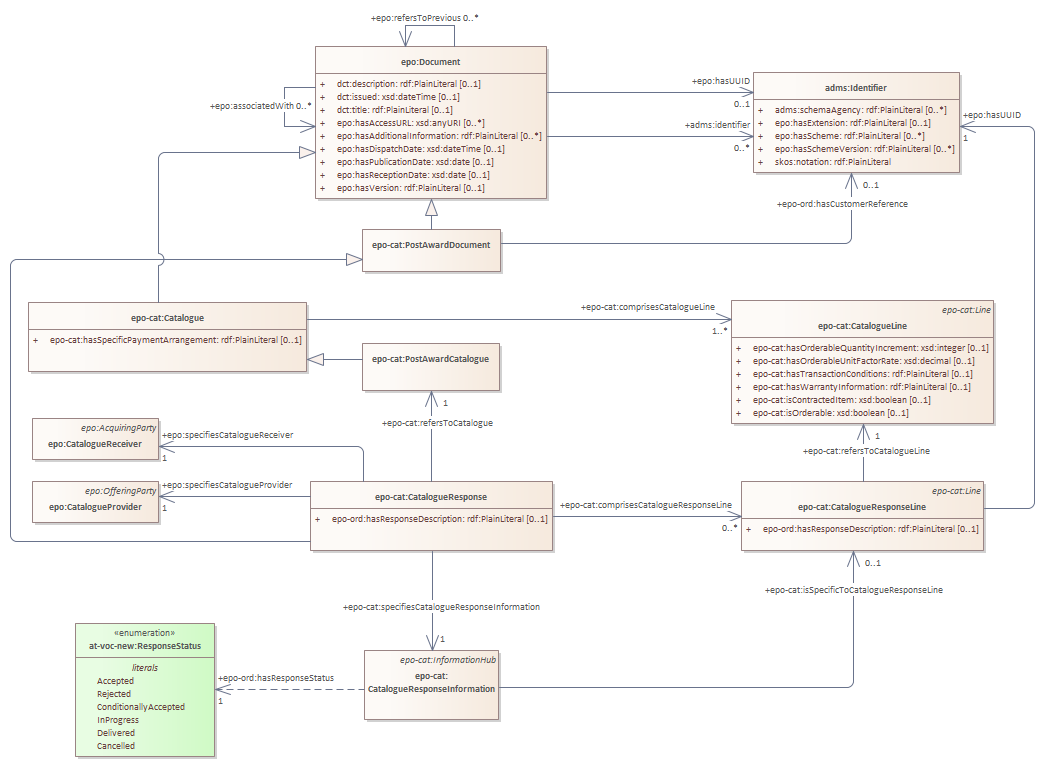 +epo:refersToPrevious 0..*
epo:Document
+ dct:description: rdf:PlainLiteral [0..1]
+ dct:issued: xsd:dateTime [0..1]
+ dct:title: rdf:PlainLiteral [0..1]
+ epo:hasAccessURL: xsd:anyURI [0..*]
+ epo:hasAdditionalInformation: rdf:PlainLiteral [0..*]
+ epo:hasDispatchDate: xsd:dateTime [0..1]
+ epo:hasPublicationDate: xsd:date [0..1]
+ epo:hasReceptionDate: xsd:date [0..1]
+ epo:hasVersion: rdf:PlainLiteral [0..1]
+epo:associatedWith 0..*
+epo:hasUUID
0..1
+adms:identifier
0..*
adms:Identifier
+ adms:schemaAgency: rdf:PlainLiteral [0..*]
+ epo:hasExtension: rdf:PlainLiteral [0..1]
+ epo:hasScheme: rdf:PlainLiteral [0..*]
+ epo:hasSchemeVersion: rdf:PlainLiteral [0..*]
+ skos:notation: rdf:PlainLiteral
+epo:hasUUID
1
0..1
+epo-ord:hasCustomerReference
epo-cat:PostAwardDocument
epo-cat:Catalogue
+ epo-cat:hasSpecificPaymentArrangement: rdf:PlainLiteral [0..1]
+epo-cat:comprisesCatalogueLine
1..*
epo-cat:Line
epo-cat:CatalogueLine
+ epo-cat:hasOrderableQuantityIncrement: xsd:integer [0..1]
+ epo-cat:hasOrderableUnitFactorRate: xsd:decimal [0..1]
+ epo-cat:hasTransactionConditions: rdf:PlainLiteral [0..1]
+ epo-cat:hasWarrantyInformation: rdf:PlainLiteral [0..1]
+ epo-cat:isContractedItem: xsd:boolean [0..1]
+ epo-cat:isOrderable: xsd:boolean [0..1]
epo-cat:PostAwardCatalogue
1
+epo-cat:refersToCatalogue
epo:AcquiringParty
epo:CatalogueReceiver
+epo:specifiesCatalogueReceiver
1
epo:OfferingParty
epo:CatalogueProvider
+epo:specifiesCatalogueProvider
1
1
+epo-cat:refersToCatalogueLine
epo-cat:CatalogueResponse
+ epo-ord:hasResponseDescription: rdf:PlainLiteral [0..1]
+epo-cat:comprisesCatalogueResponseLine
0..*
epo-cat:Line
epo-cat:CatalogueResponseLine
+ epo-ord:hasResponseDescription: rdf:PlainLiteral [0..1]
0..1
+epo-cat:isSpecificToCatalogueResponseLine
+epo-cat:specifiesCatalogueResponseInformation
1
epo-cat:InformationHub
epo-cat:
CatalogueResponseInformation
+epo-ord:hasResponseStatus
1
«enumeration»
at-voc-new:ResponseStatus
literals
Accepted
Rejected
ConditionallyAccepted
InProgress
Delivered
Cancelled